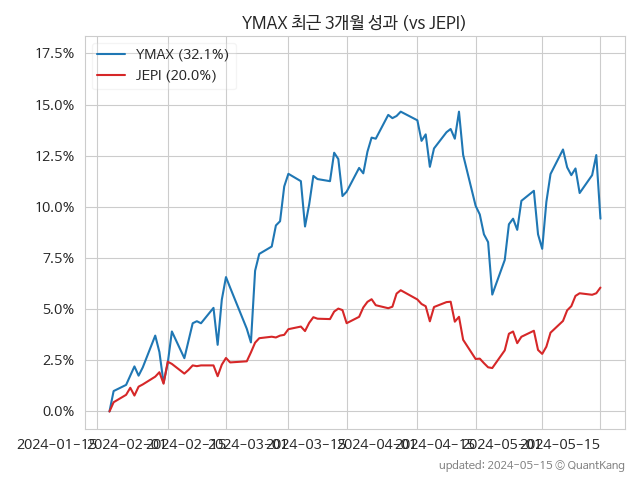 YMAX 최근 3개월 성과 (vs JEPI)
YMAX (32.1%)
JEPI (20.0%)
17.5%
15.0%
12.5%
10.0%
7.5%
5.0%
2.5%
0.0%
2024-01-15 2024-02-01 2024-02-15 2024-03-01 2024-03-15 2024-04-01 2024-04-15 2024-05-01 2024-05-15
updated: 2024-05-15 © QuantKang